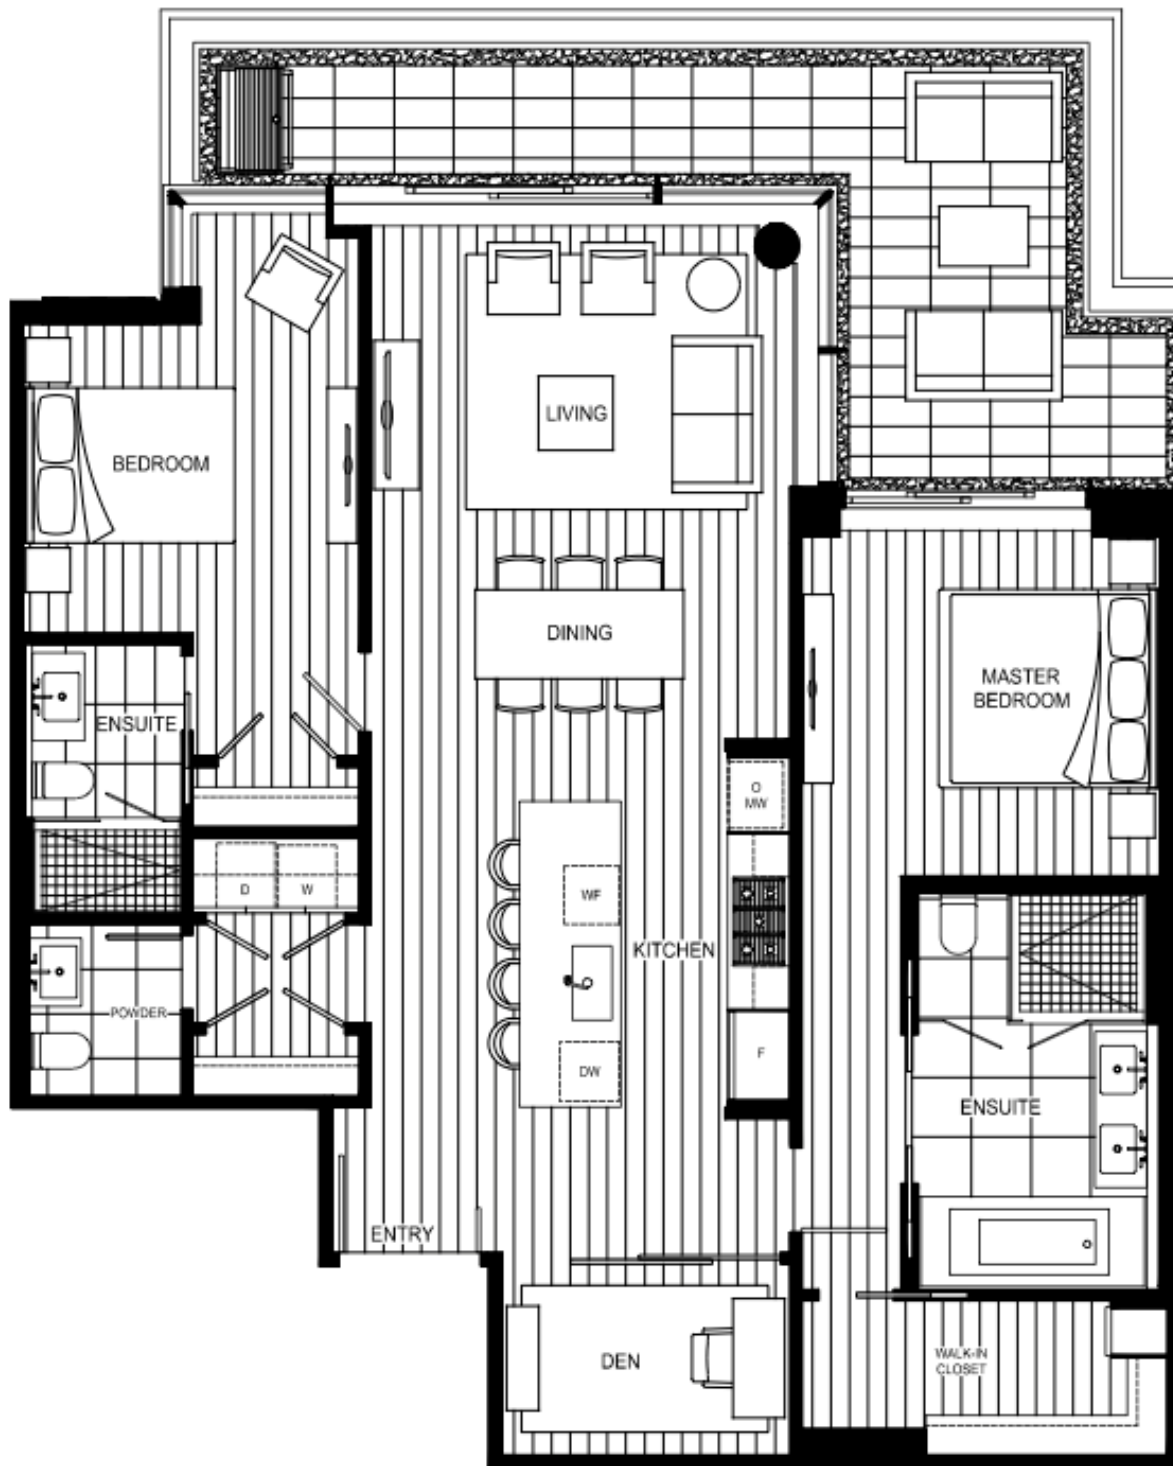 LIVING
BEDROOM
DINING
MASTER
BEDROOM
ENSUITE
O
MW
D
W
WF
KITCHEN
POWDER
F
DW
ENSUITE
ENTRY
DEN
WALK-IN
CLOSET